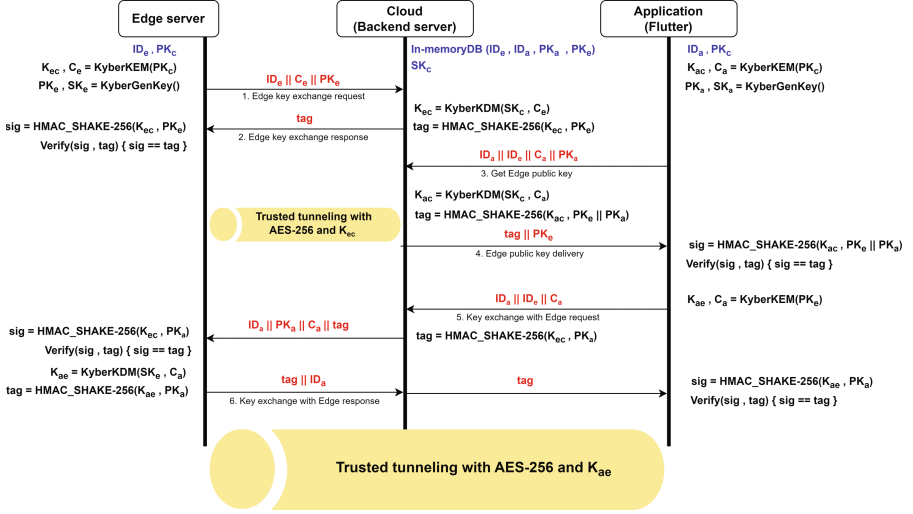 Edge server
Cloud
(Backend server)
Application
(Flutter)
IDe , PKc
Kec , Ce = KyberKEM(PKc)
PKe , SKe = KyberGenKey()
In-memoryDB (IDe , IDa , PKa , PKe)
SKc
IDa , PKc
Kac , Ca = KyberKEM(PKc)
PKa , SKa = KyberGenKey()
IDe || Ce || PKe
1. Edge key exchange request
Kec = KyberKDM(SKc , Ce)
tag = HMAC_SHAKE-256(Kec , PKe)
tag
2. Edge key exchange response
sig = HMAC_SHAKE-256(Kec , PKe)
Verify(sig , tag) { sig == tag }
IDa || IDe || Ca || PKa
3. Get Edge public key
Kac = KyberKDM(SKc , Ca)
tag = HMAC_SHAKE-256(Kac , PKe || PKa)
Trusted tunneling with
AES-256 and Kec
tag || PKe
4. Edge public key delivery
sig = HMAC_SHAKE-256(Kac , PKe || PKa)
Verify(sig , tag) { sig == tag }
IDa || IDe || Ca
5. Key exchange with Edge request
Kae , Ca = KyberKEM(PKe)
IDa || PKa || Ca || tag
tag = HMAC_SHAKE-256(Kec , PKa)
sig = HMAC_SHAKE-256(Kec , PKa)
Verify(sig , tag) { sig == tag }
Kae = KyberKDM(SKe , Ca)
tag = HMAC_SHAKE-256(Kae , PKa)
tag || IDa
6. Key exchange with Edge response
tag
sig = HMAC_SHAKE-256(Kae , PKa)
Verify(sig , tag) { sig == tag }
Trusted tunneling with AES-256 and Kae